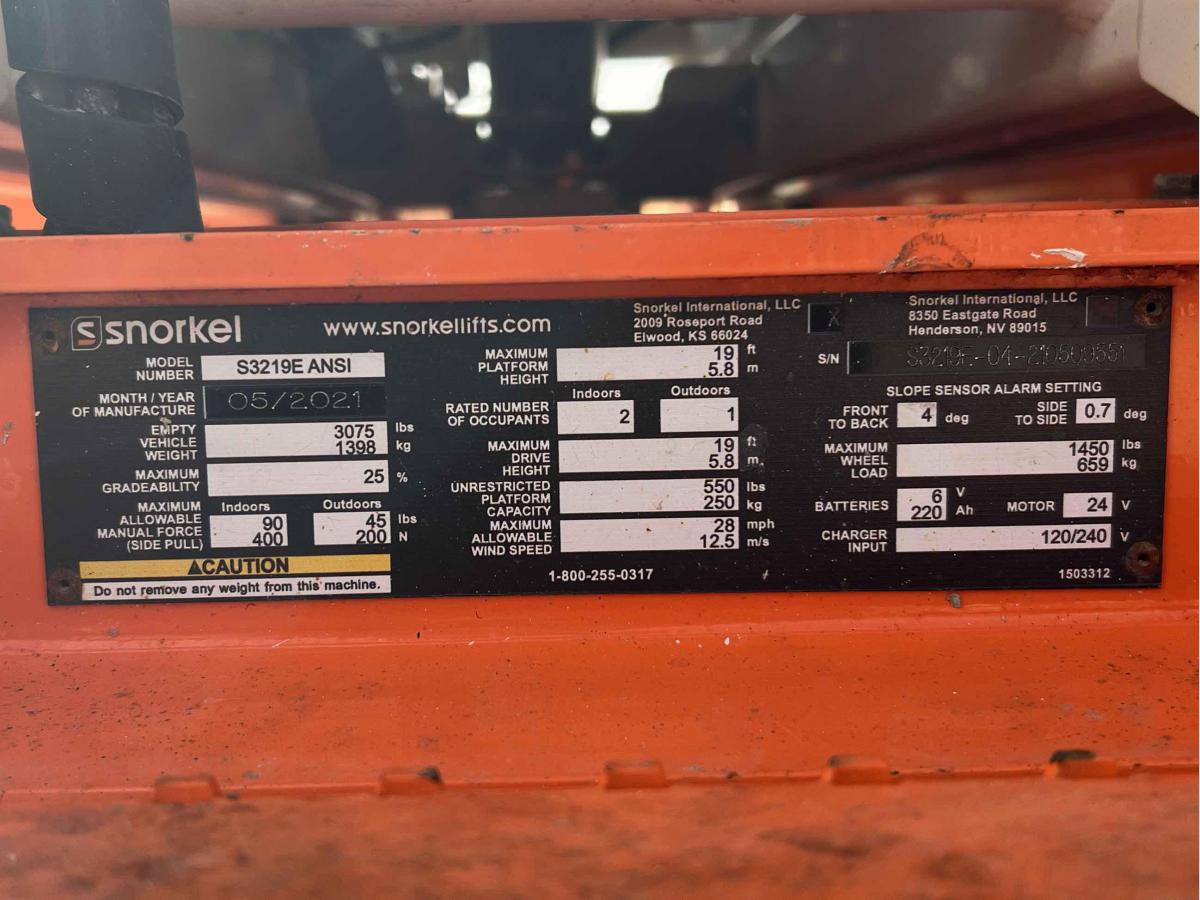 snorkel
www.snorkellifts.com
Snorkel International, LLC
2009 Roseport Road
Elwood, KS 66024
X
Snorkel International, LLC
8350 Eastgate Road
Henderson, NV 89015
MODEL
NUMBER
S3219E ANSI
MONTH / YEAR
OF MANUFACTURE
05/2021
EMPTY
VEHICLE
WEIGHT
3075 lbs
1398 kg
MAXIMUM
GRADEABILITY
25 %
MAXIMUM
ALLOWABLE
MANUAL FORCE
(SIDE PULL)
Indoors
90
400
Outdoors
45 lbs
200 N
CAUTION
Do not remove any weight from this machine.
MAXIMUM
PLATFORM
HEIGHT
19 ft
5.8 m
RATED NUMBER
OF OCCUPANTS
Indoors
2
Outdoors
1
MAXIMUM
DRIVE
HEIGHT
19 ft
5.8 m
UNRESTRICTED
PLATFORM
CAPACITY
550 lbs
250 kg
MAXIMUM
ALLOWABLE
WIND SPEED
28 mph
12.5 m/s
1-800-255-0317
S/N S3219E-04-210509551
SLOPE SENSOR ALARM SETTING
FRONT
TO BACK
4 deg
SIDE
TO SIDE
0.7 deg
MAXIMUM
WHEEL
LOAD
1450 lbs
659 kg
BATTERIES
6 V
220 Ah
MOTOR 24 V
CHARGER
INPUT
120/240 V
1503312